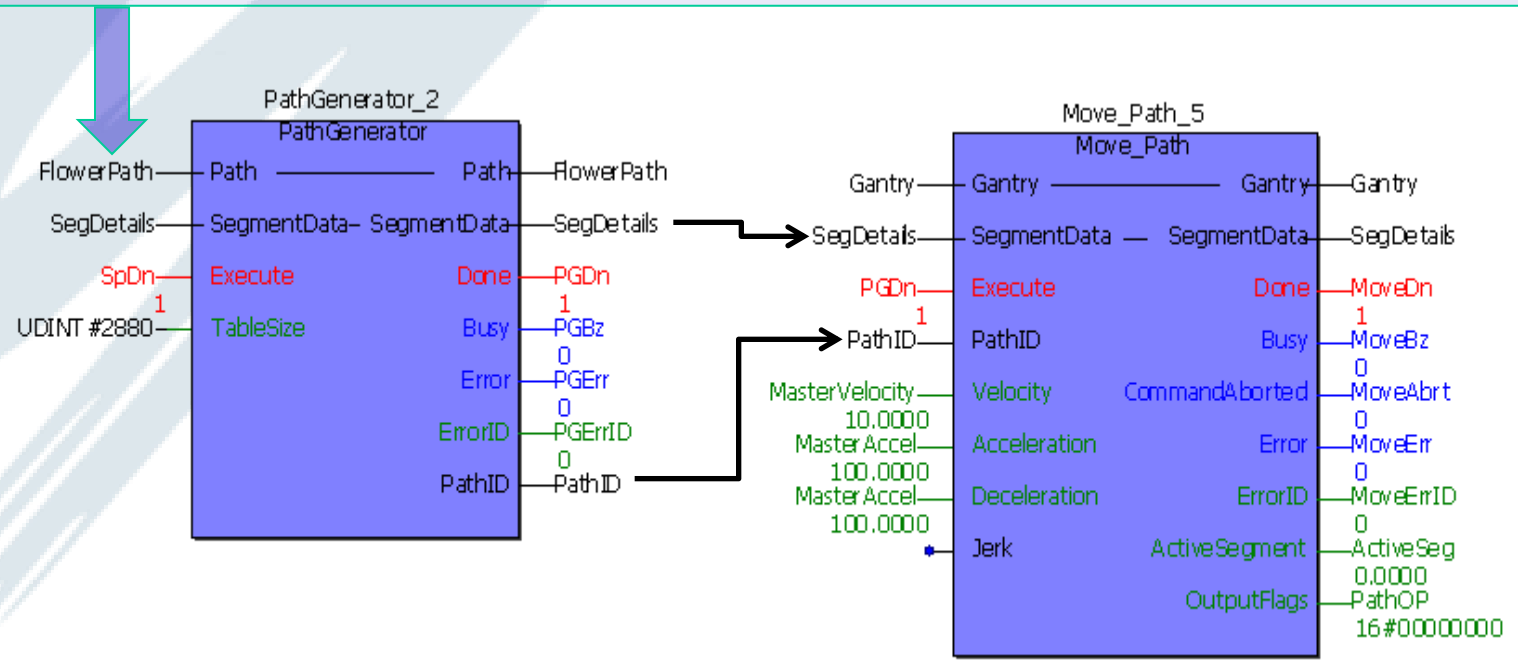 PathGenerator_2
PathGenerator
FlowerPath Path Path FlowerPath
SegDetails SegmentData SegmentData SegDetails
SpDn Execute Done PGDn
1 1
UDINT #2880 TableSize Busy PGBz
0
Error PGErr
0
ErrorID PGErrID
0
PathID PathID
Move_Path_5
Move_Path
Gantry Gantry Gantry Gantry
SegDetails SegmentData SegmentData SegDetails
PGDn Execute Done MoveDn
1 1
PathID PathID Busy MoveBz
0
MasterVelocity Velocity CommandAborted MoveAbrt
10.0000 0
MasterAccel Acceleration Error MoveErr
100.0000 0
MasterAccel Deceleration ErrorID MoveErrID
100.0000 0
Jerk ActiveSegment ActiveSeg
0.0000
OutputFlags PathOP
16#00000000